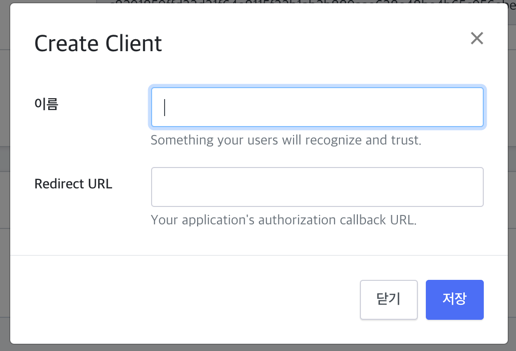 Create Client
×
이름
Something your users will recognize and trust.
Redirect URL
Your application's authorization callback URL.
닫기
저장